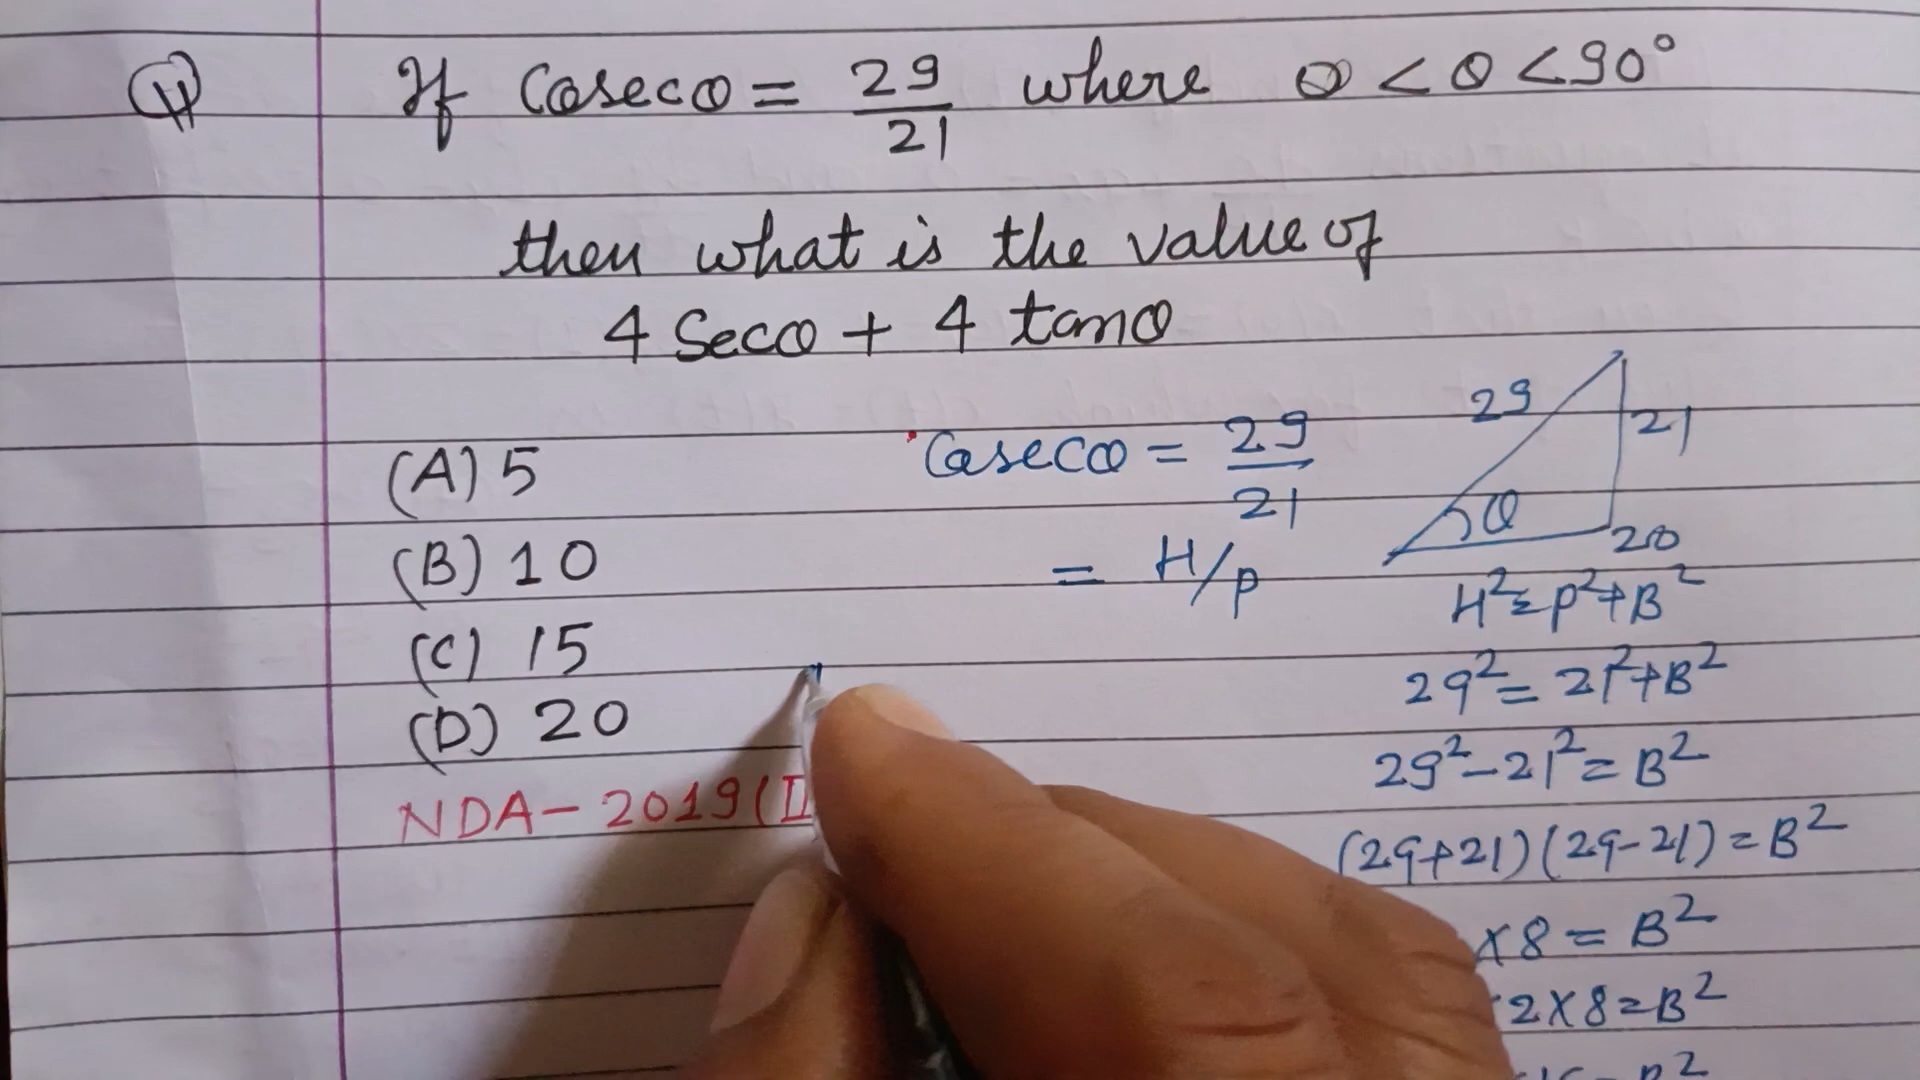 Q If Cosecθ = 29/21 where 0 < θ < 90°
then what is the value of
4 Secθ + 4 tanθ
(A) 5
(B) 10
(C) 15
(D) 20
NDA - 2019 (I
Cosecθ = 29/21
= H/P
29
21
θ
20
H² = P² + B²
29² = 21² + B²
29² - 21² = B²
(29+21)(29-21) = B²
x 8 = B²
2 x 8 = B²